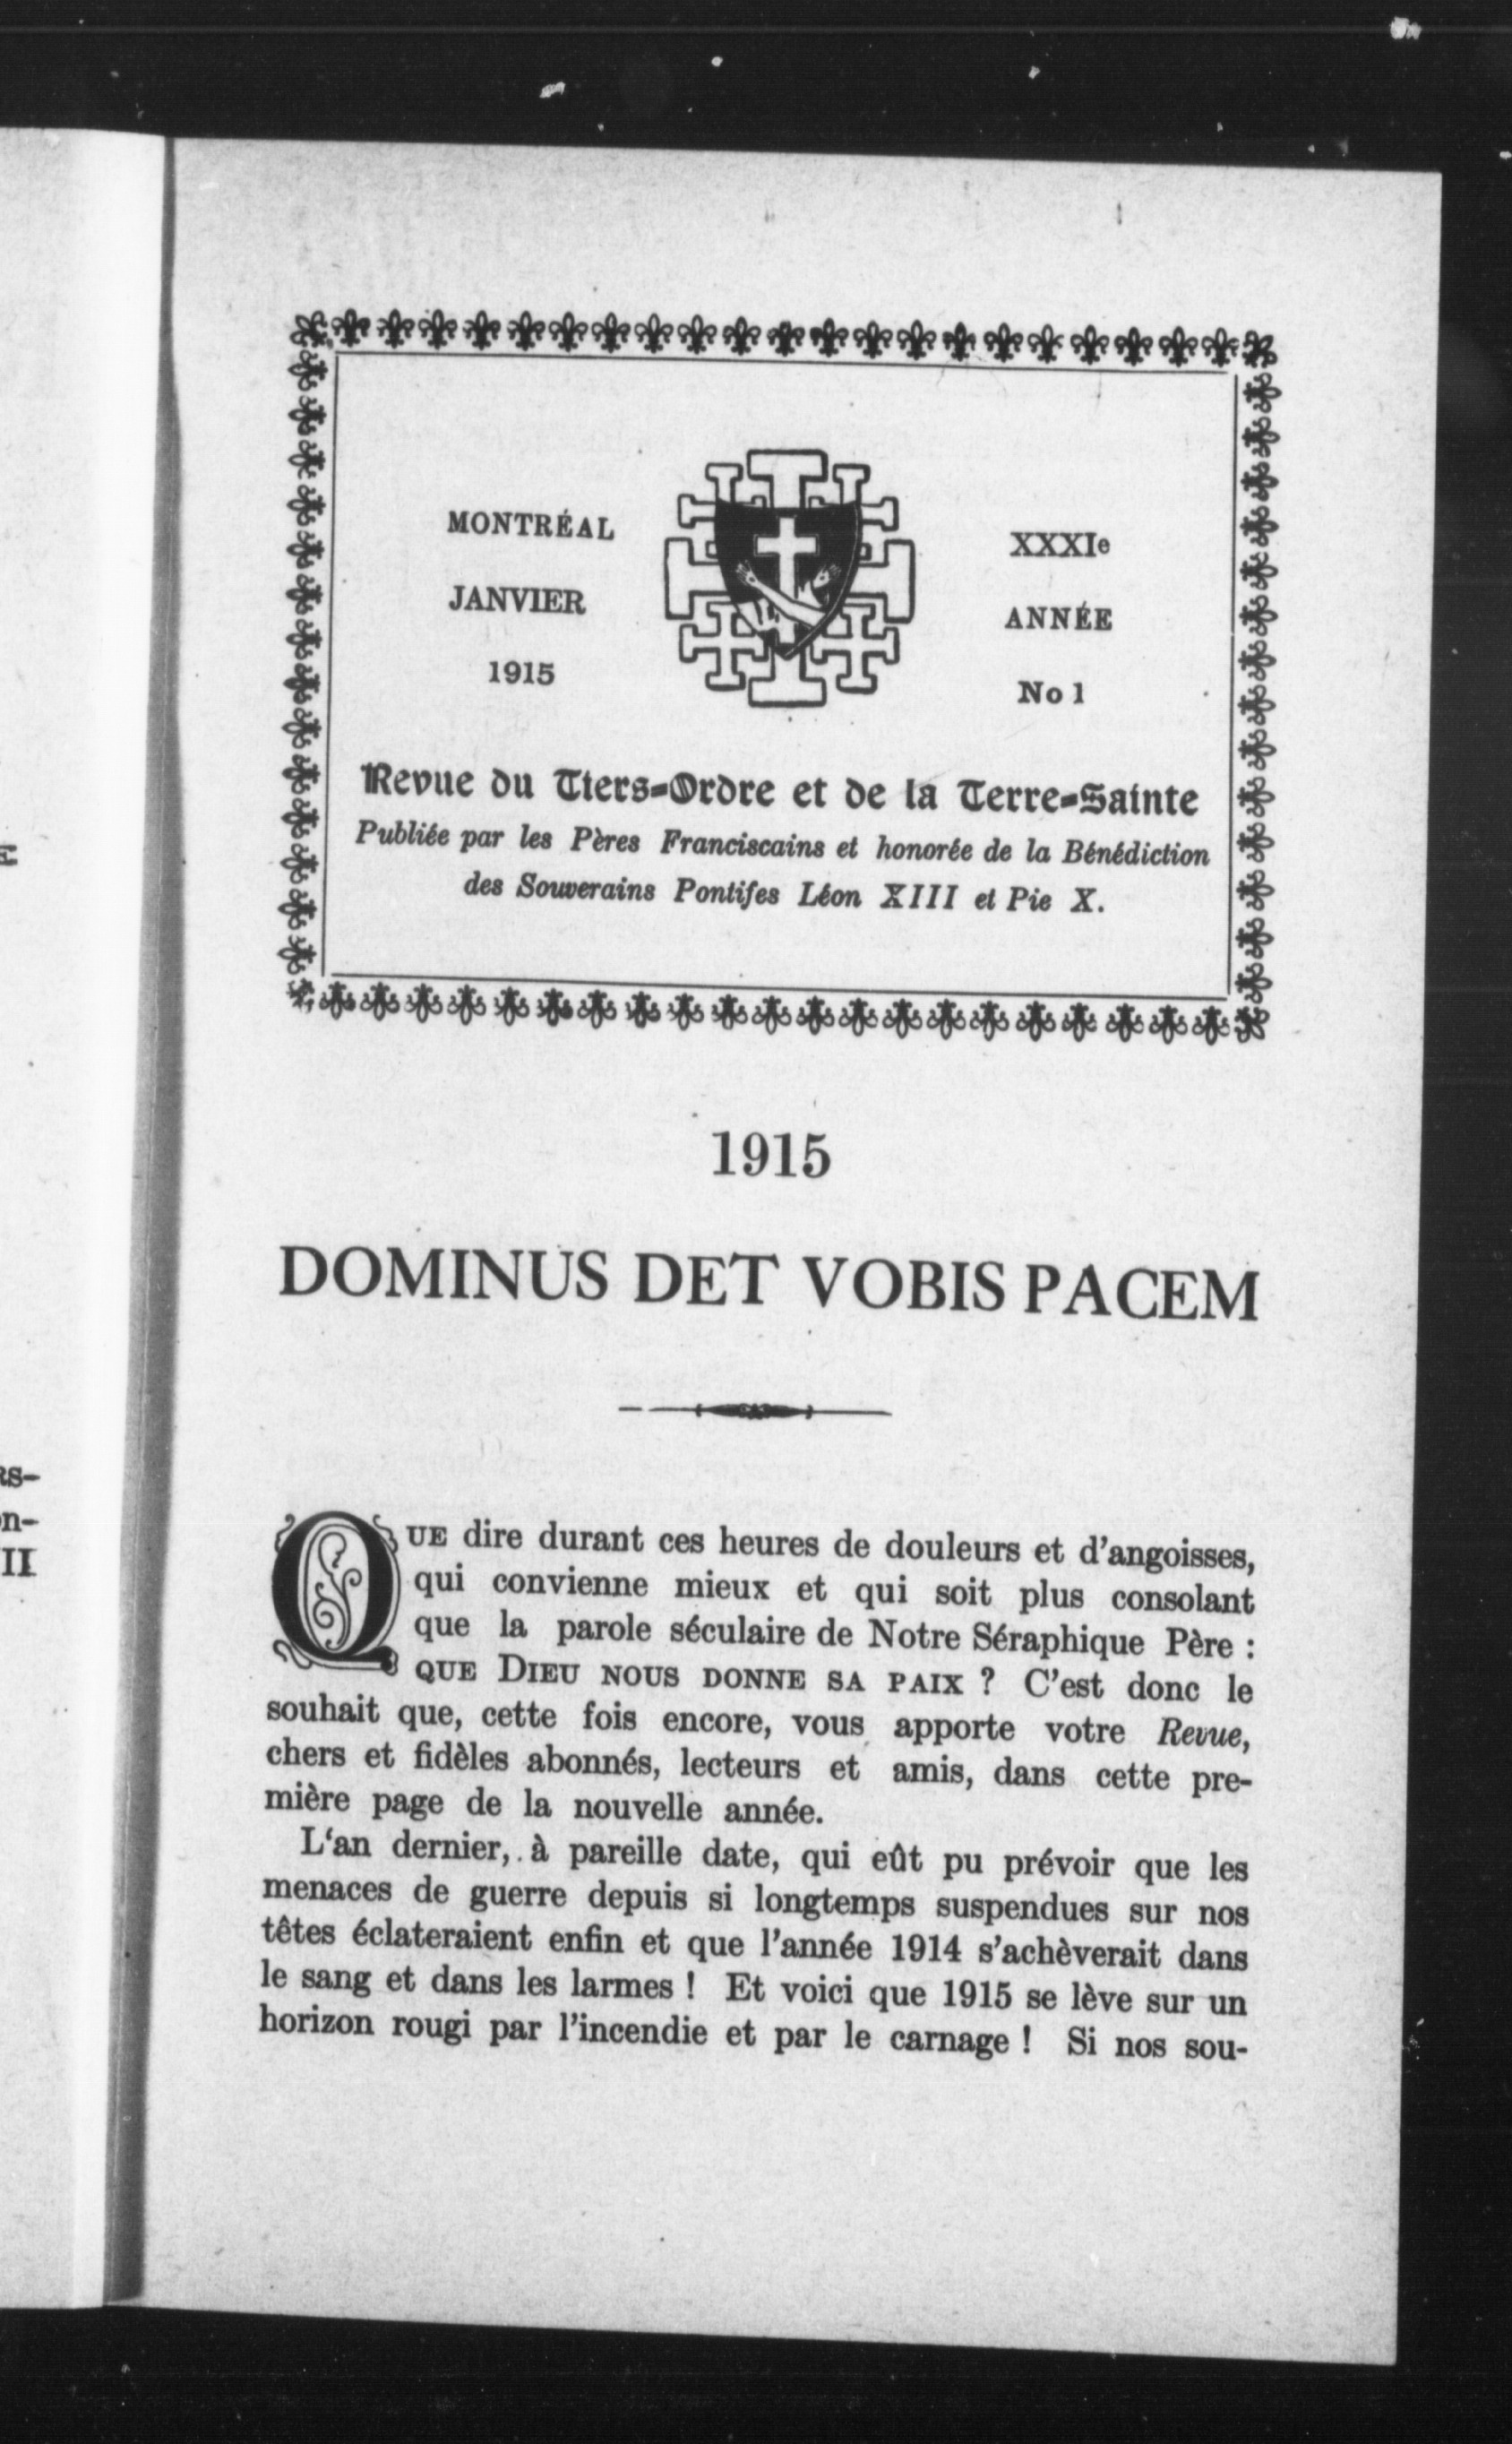 MONTRÉAL
JANVIER
1915
XXXIe
ANNÉE
No 1
Revue du Tiers-Ordre et de la Terre-Sainte
Publiée par les Pères Franciscains et honorée de la Bénédiction
des Souverains Pontifes Léon XIII et Pie X.
1915
DOMINUS DET VOBIS PACEM
QUE dire durant ces heures de douleurs et d'angoisses,
qui convienne mieux et qui soit plus consolant
que la parole séculaire de Notre Séraphique Père :
QUE DIEU NOUS DONNE SA PAIX ? C'est donc le
souhait que, cette fois encore, vous apporte votre Revue,
chers et fidèles abonnés, lecteurs et amis, dans cette pre-
mière page de la nouvelle année.
L'an dernier, à pareille date, qui eût pu prévoir que les
menaces de guerre depuis si longtemps suspendues sur nos
têtes éclateraient enfin et que l'année 1914 s'achèverait dans
le sang et dans les larmes ! Et voici que 1915 se lève sur un
horizon rougi par l'incendie et par le carnage ! Si nos sou-